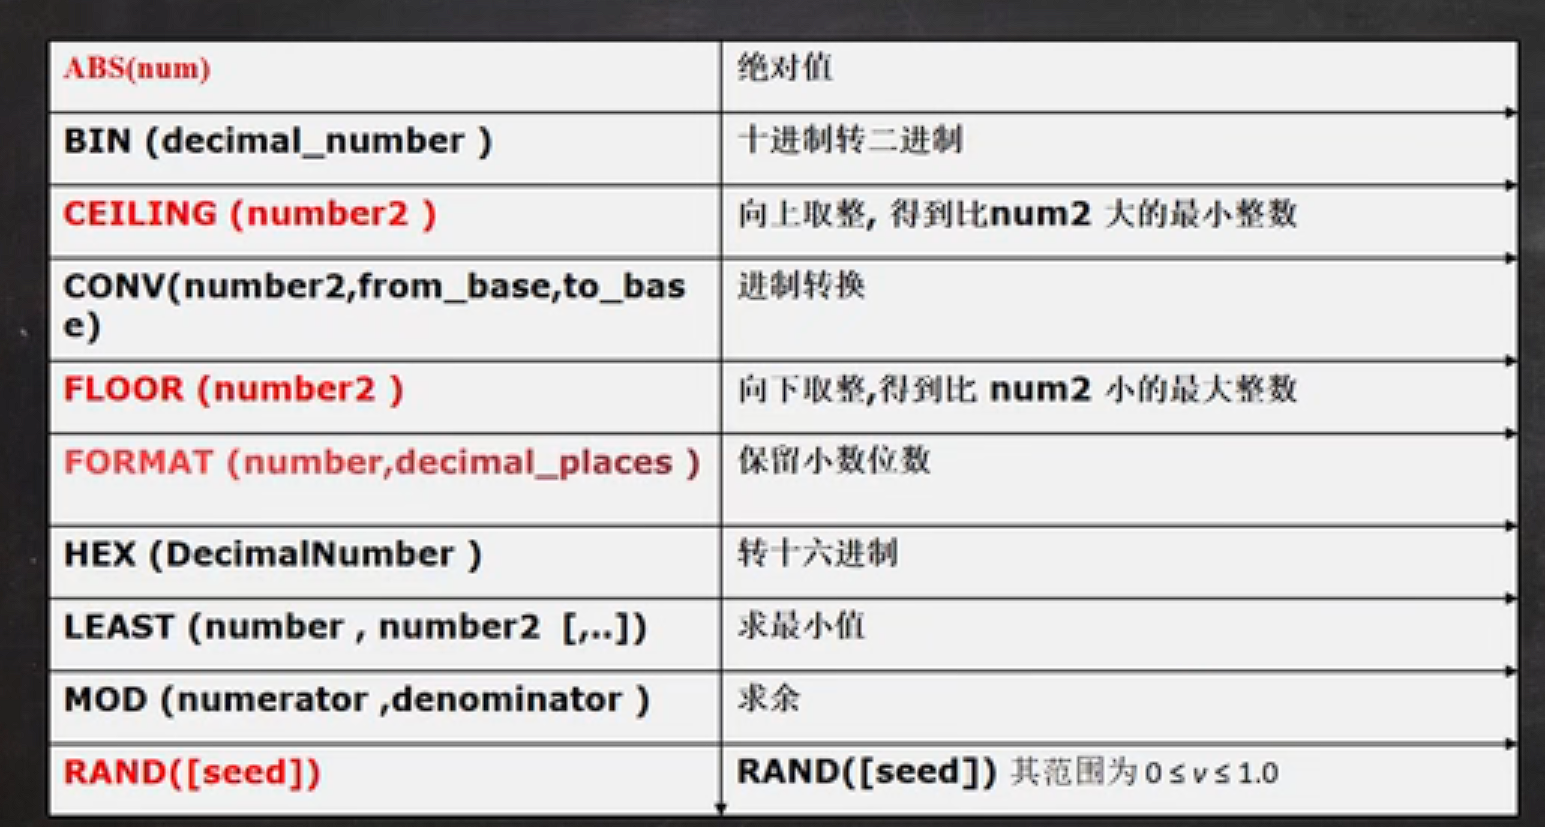 ABS(num)
绝对值
BIN (decimal_number )
十进制转二进制
CEILING (number2 )
向上取整, 得到比num2 大的最小整数
CONV(number2,from_base,to_bas
e)
进制转换
FLOOR (number2 )
向下取整,得到比 num2 小的最大整数
FORMAT (number,decimal_places )
保留小数位数
HEX (DecimalNumber )
转十六进制
LEAST (number , number2 [,..])
求最小值
MOD (numerator ,denominator )
求余
RAND([seed])
RAND([seed]) 其范围为 0 ≤ v ≤ 1.0